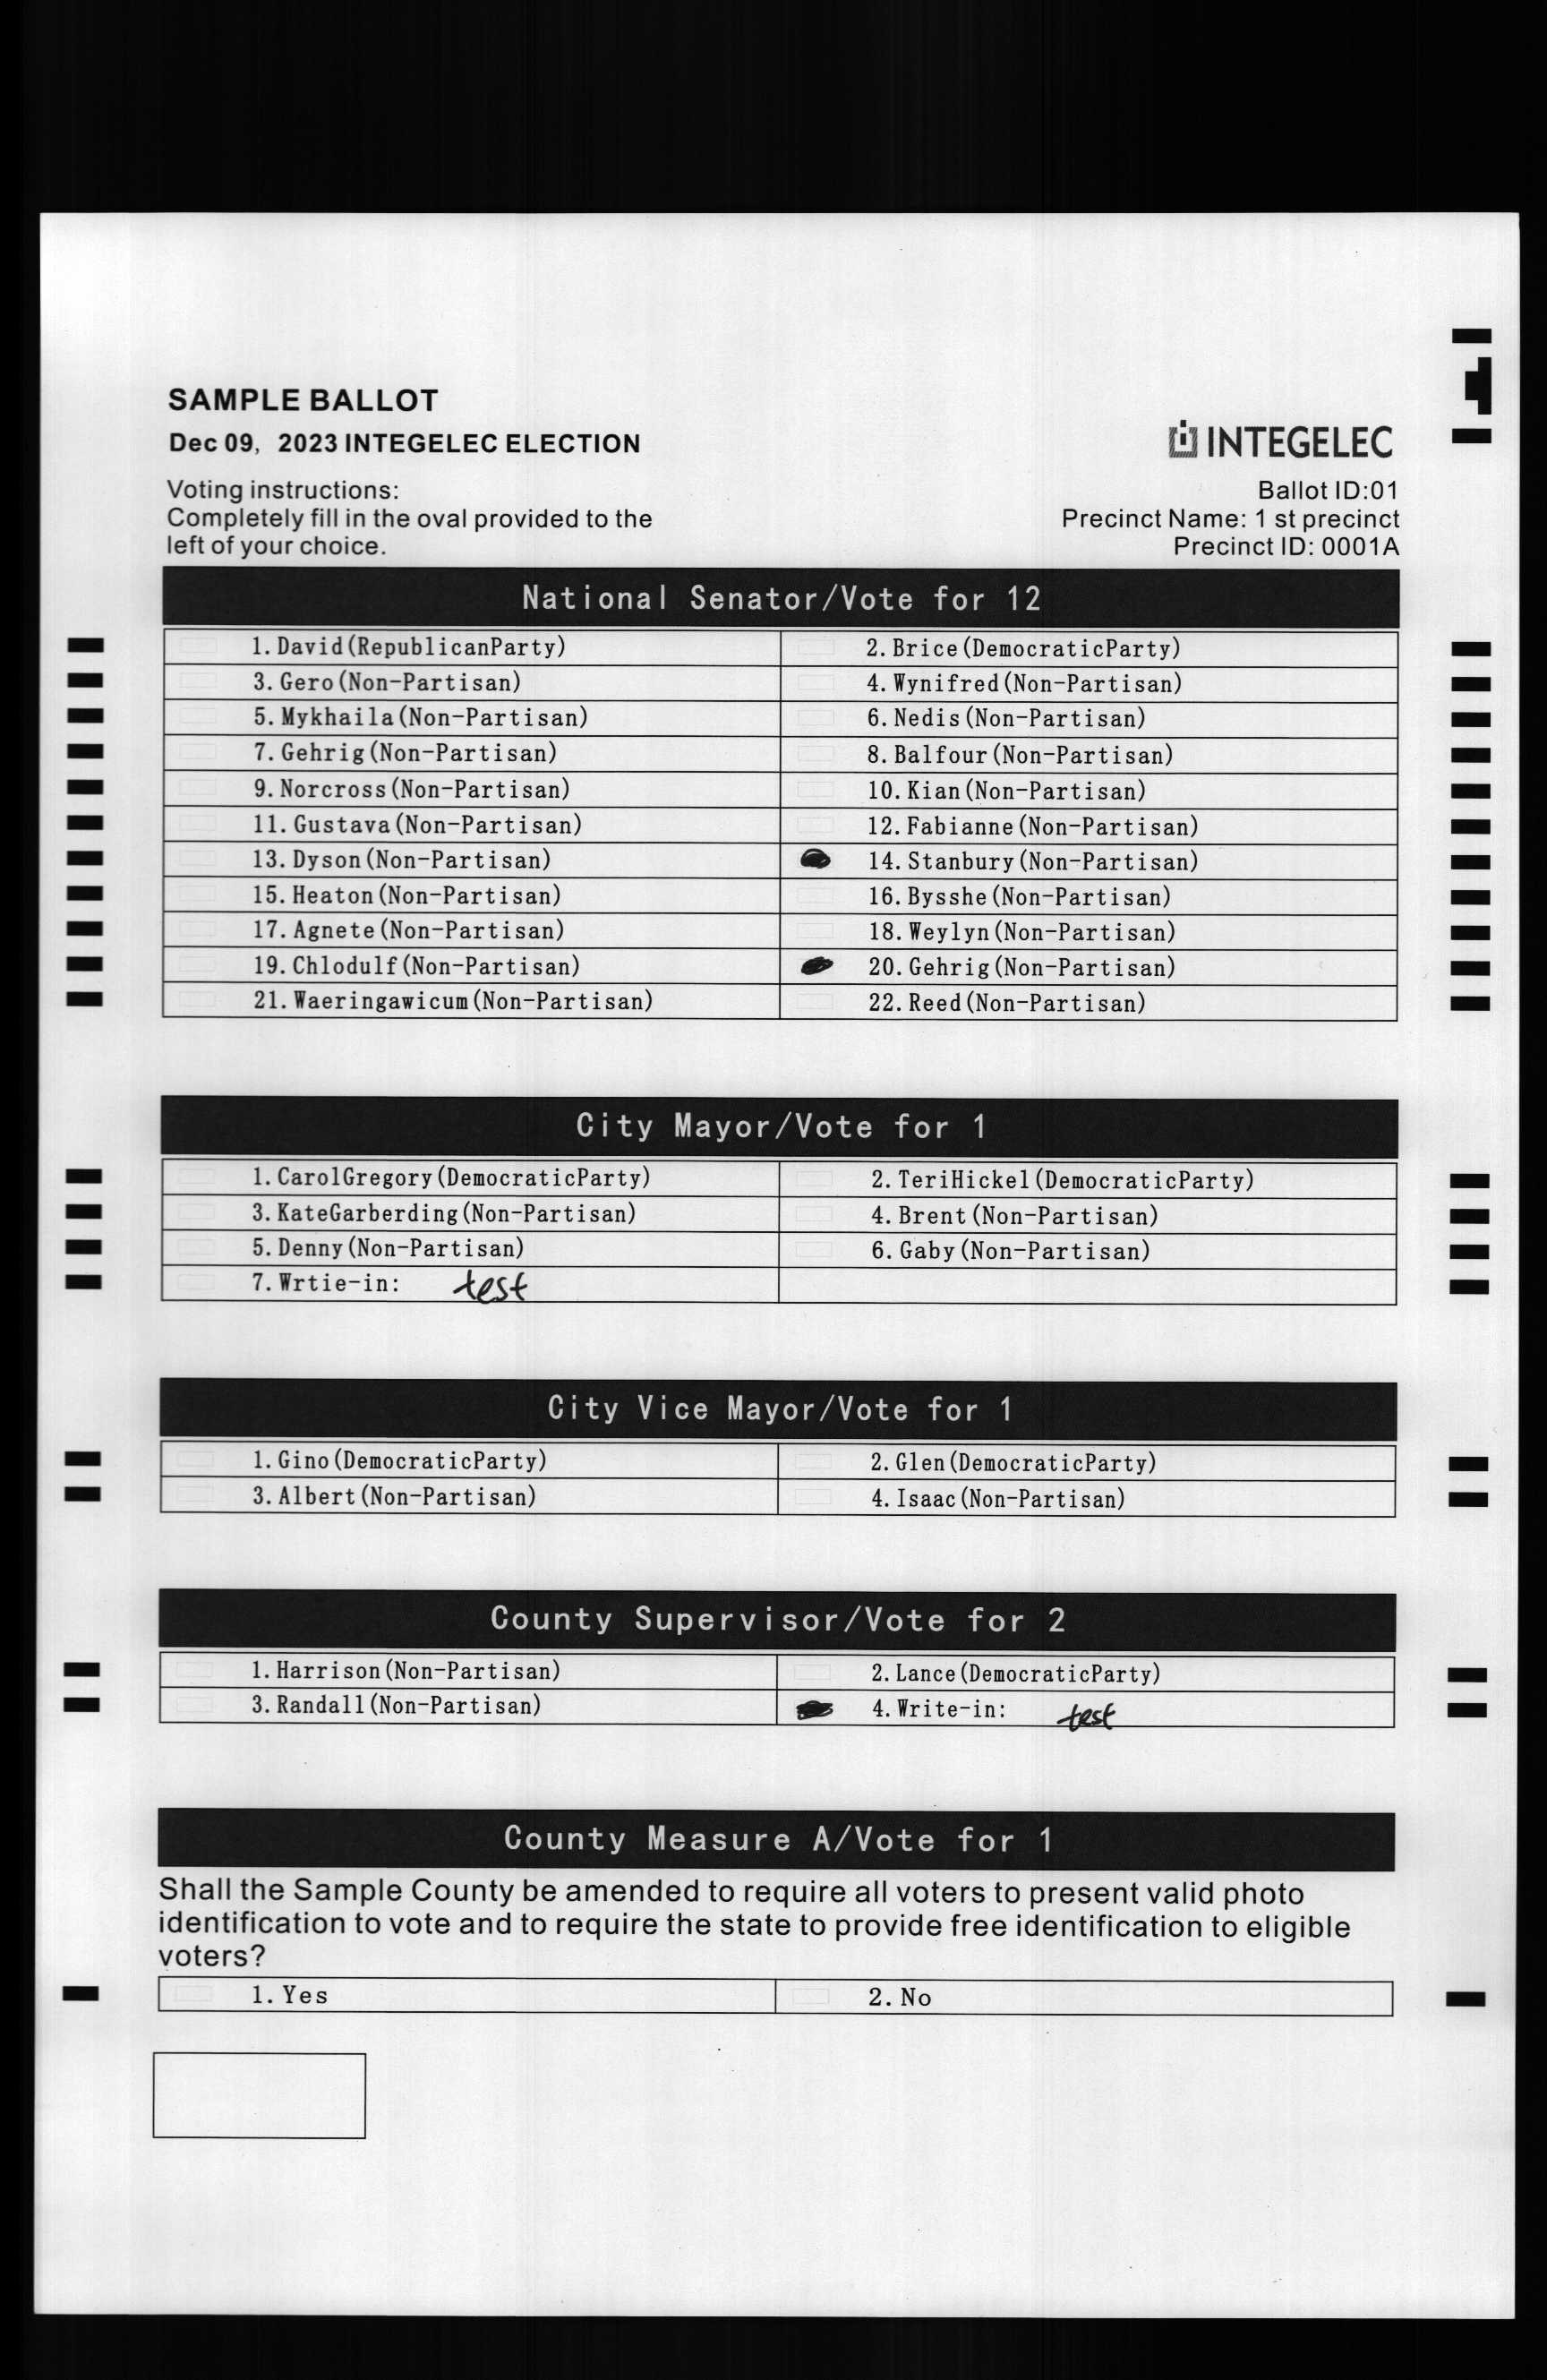 SAMPLE BALLOT
Dec 09, 2023 INTEGELEC ELECTION
INTEGELEC
Voting instructions:
Completely fill in the oval provided to the
left of your choice.
Ballot ID:01
Precinct Name: 1 st precinct
Precinct ID: 0001A
National Senator/Vote for 12
1. David(RepublicanParty) 2. Brice(DemocraticParty)
3. Gero(Non-Partisan) 4. Wynifred(Non-Partisan)
5. Mykhaila(Non-Partisan) 6. Nedis(Non-Partisan)
7. Gehrig(Non-Partisan) 8. Balfour(Non-Partisan)
9. Norcross(Non-Partisan) 10. Kian(Non-Partisan)
11. Gustava(Non-Partisan) 12. Fabianne(Non-Partisan)
13. Dyson(Non-Partisan) 14. Stanbury(Non-Partisan)
15. Heaton(Non-Partisan) 16. Bysshe(Non-Partisan)
17. Agnete(Non-Partisan) 18. Weylyn(Non-Partisan)
19. Chlodulf(Non-Partisan) 20. Gehrig(Non-Partisan)
21. Waeringawicum(Non-Partisan) 22. Reed(Non-Partisan)
City Mayor/Vote for 1
1. CarolGregory(DemocraticParty) 2. TeriHickel(DemocraticParty)
3. KateGarberding(Non-Partisan) 4. Brent(Non-Partisan)
5. Denny(Non-Partisan) 6. Gaby(Non-Partisan)
7. Wrtie-in: test
City Vice Mayor/Vote for 1
1. Gino(DemocraticParty) 2. Glen(DemocraticParty)
3. Albert(Non-Partisan) 4. Isaac(Non-Partisan)
County Supervisor/Vote for 2
1. Harrison(Non-Partisan) 2. Lance(DemocraticParty)
3. Randall(Non-Partisan) 4. Write-in: test
County Measure A/Vote for 1
Shall the Sample County be amended to require all voters to present valid photo
identification to vote and to require the state to provide free identification to eligible
voters?
1. Yes 2. No